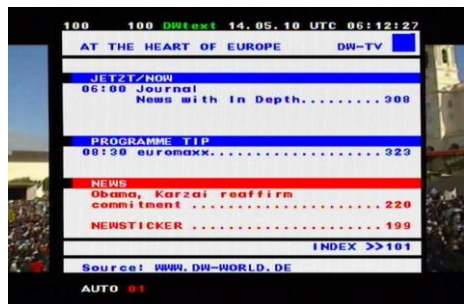 100 100 DWtext 14.05.10 UTC 06:12:27
AT THE HEART OF EUROPE DW-TV
JETZT/NOW
06:00 Journal
News with In Depth.........308
PROGRAMME TIP
08:30 euromaxx.................323
NEWS
Obama, Karzai reaffirm
commitment ...................220
NEWSTICKER ...................199
INDEX >>101
Source: WWW.DW-WORLD.DE
AUTO 01